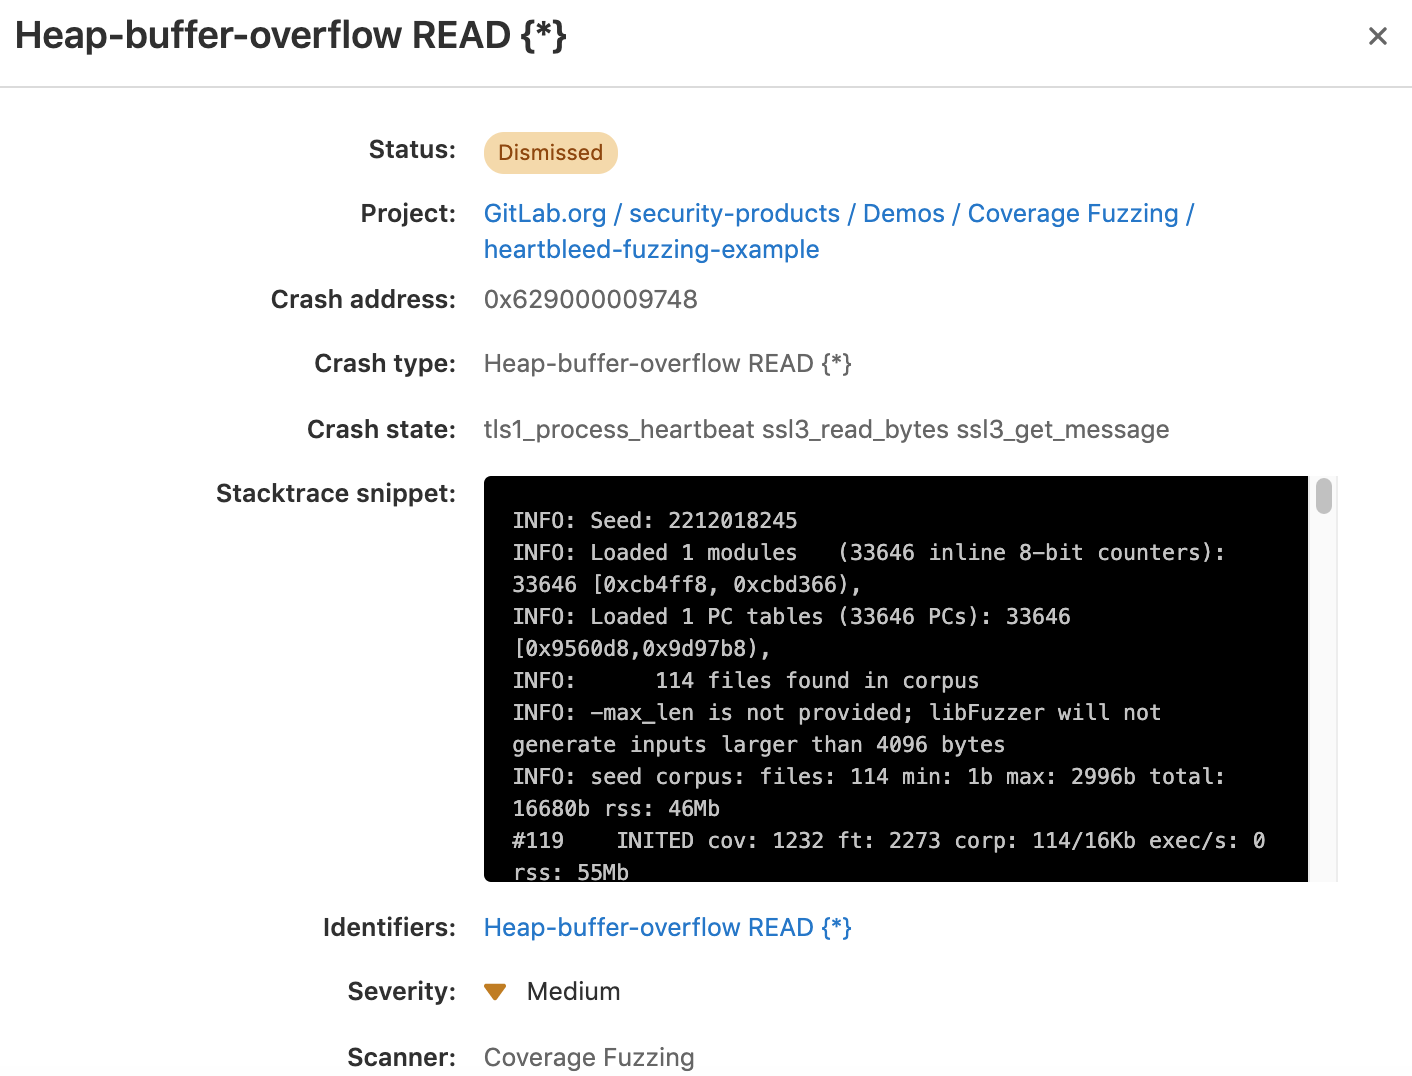 Heap-buffer-overflow READ {*}
Status: Dismissed
Project: GitLab.org / security-products / Demos / Coverage Fuzzing /
heartbleed-fuzzing-example
Crash address: 0x629000009748
Crash type: Heap-buffer-overflow READ {*}
Crash state: tls1_process_heartbeat ssl3_read_bytes ssl3_get_message
Stacktrace snippet:
INFO: Seed: 2212018245
INFO: Loaded 1 modules   (33646 inline 8-bit counters):
33646 [0xcb4ff8, 0xcbd366),
INFO: Loaded 1 PC tables (33646 PCs): 33646
[0x9560d8,0x9d97b8),
INFO:      114 files found in corpus
INFO: -max_len is not provided; libFuzzer will not
generate inputs larger than 4096 bytes
INFO: seed corpus: files: 114 min: 1b max: 2996b total:
16680b rss: 46Mb
#119    INITED cov: 1232 ft: 2273 corp: 114/16Kb exec/s: 0
rss: 55Mb
Identifiers: Heap-buffer-overflow READ {*}
Severity: Medium
Scanner: Coverage Fuzzing